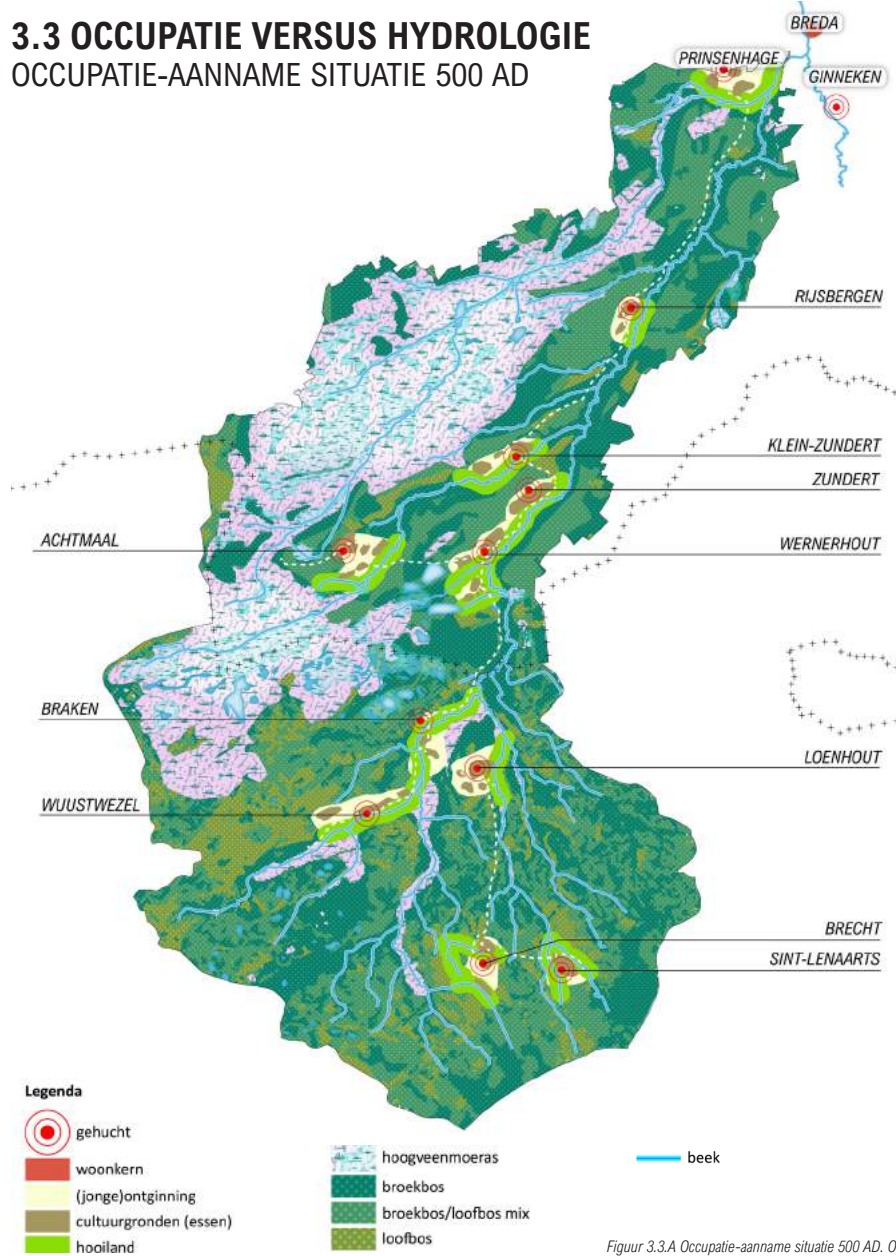 3.3 OCCUPATIE VERSUS HYDROLOGIE
OCCUPATIE-AANNAME SITUATIE 500 AD
BREDA
PRINSENHAGE
GINNEKEN
RIJSBERGEN
KLEIN-ZUNDERT
ZUNDERT
ACHTMAAL
WERNERHOUT
BRAKEN
LOENHOUT
WUUSTWEZEL
BRECHT
SINT-LENAARTS
Legenda
gehucht
woonkern
(jonge)ontginning
cultuurgronden (essen)
hooiland
hoogveenmoeras
broekbos
broekbos/loofbos mix
loofbos
beek
Figuur 3.3.A Occupatie-aanname situatie 500 AD. O